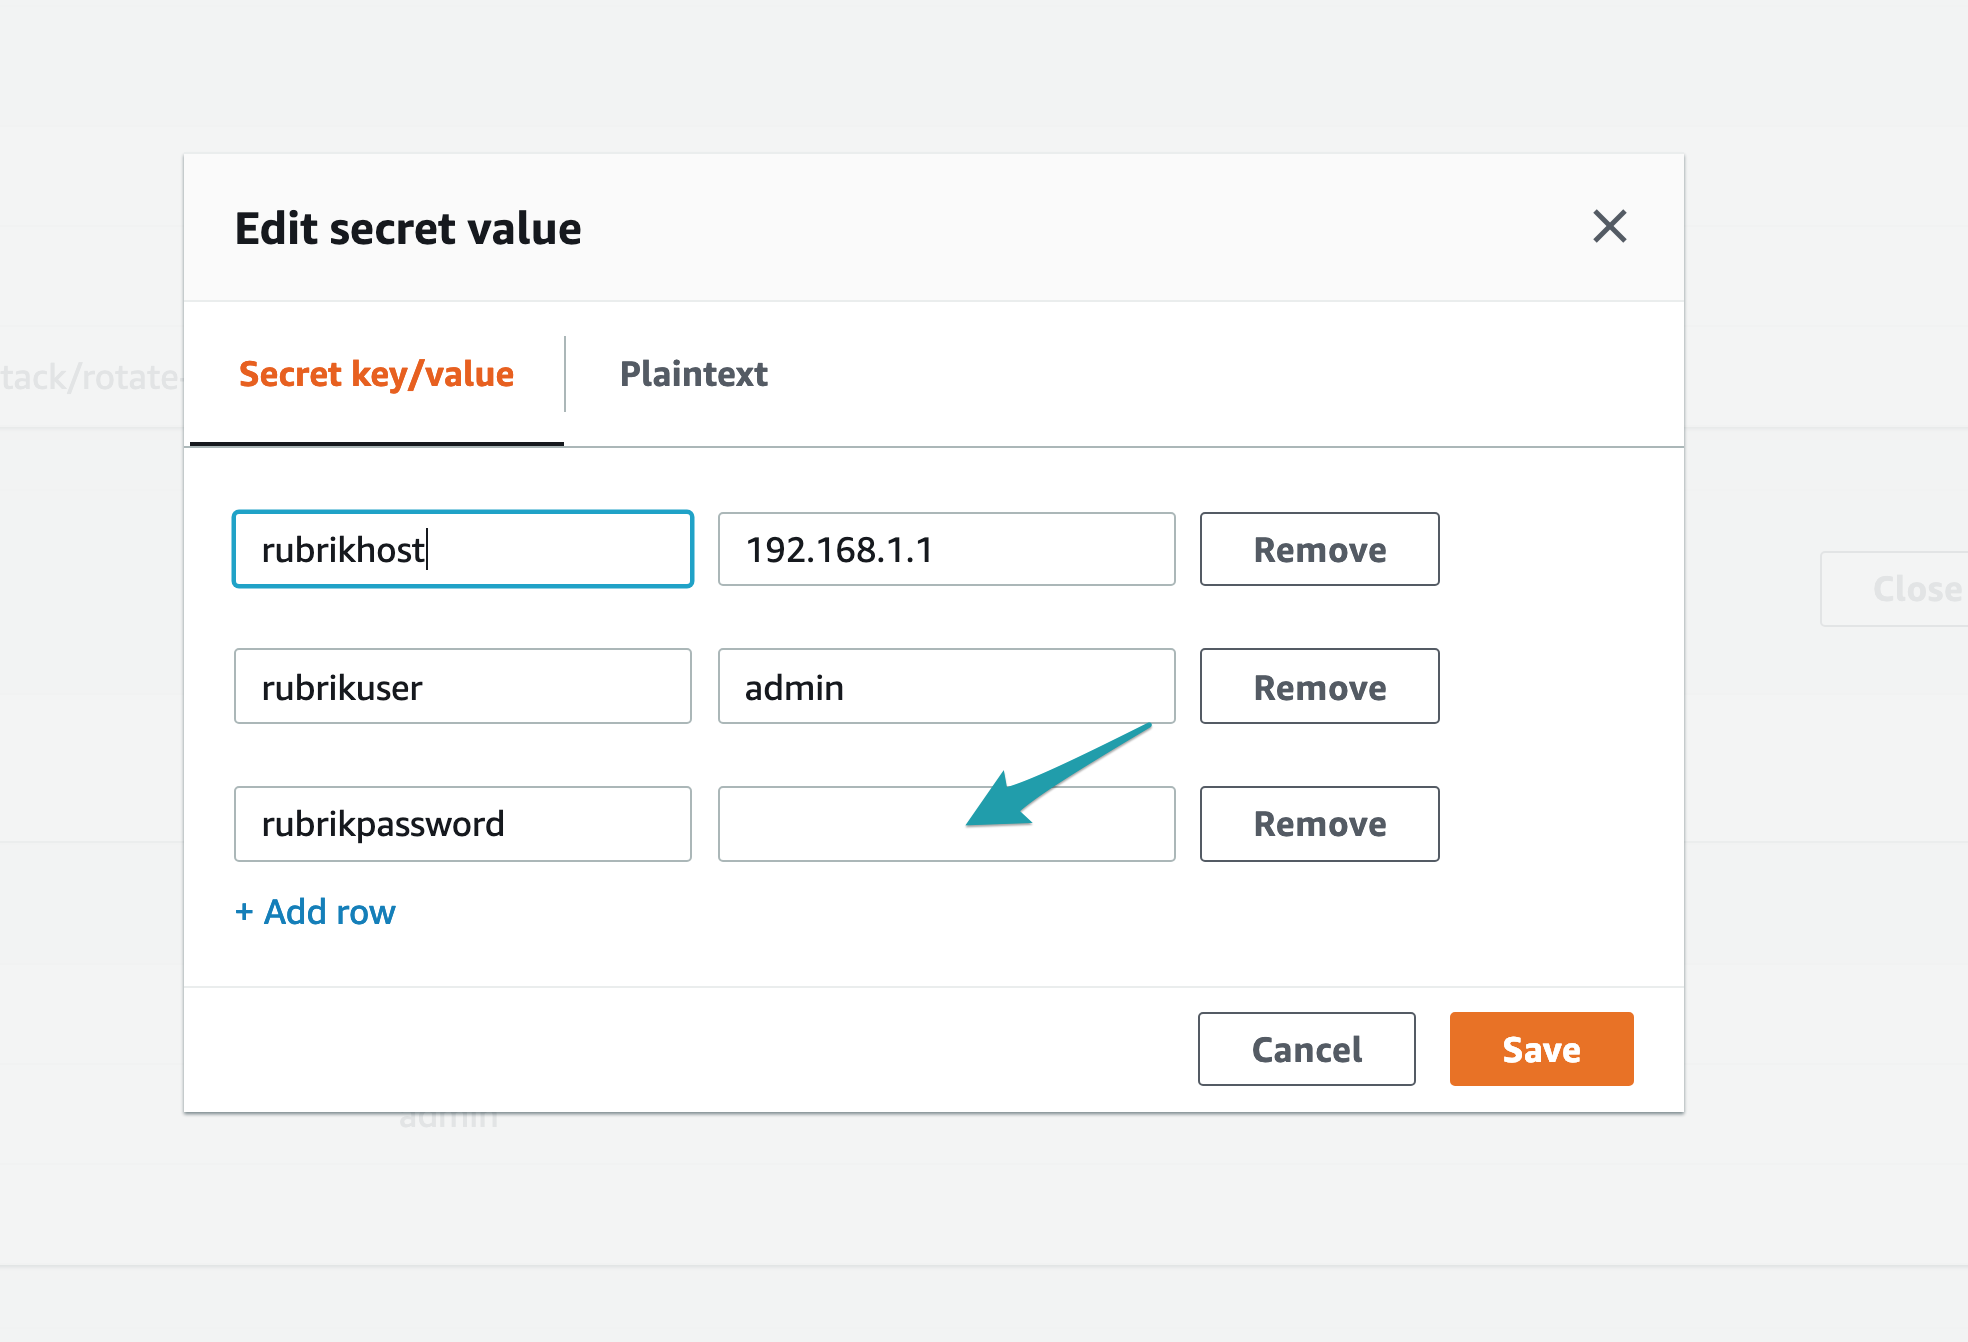 Edit secret value
tack/rotate-
Secret key/value
Plaintext
rubrikhost
192.168.1.1
Remove
Close
rubrikuser
admin
Remove
rubrikpassword
Remove
+ Add row
Cancel
Save
admin